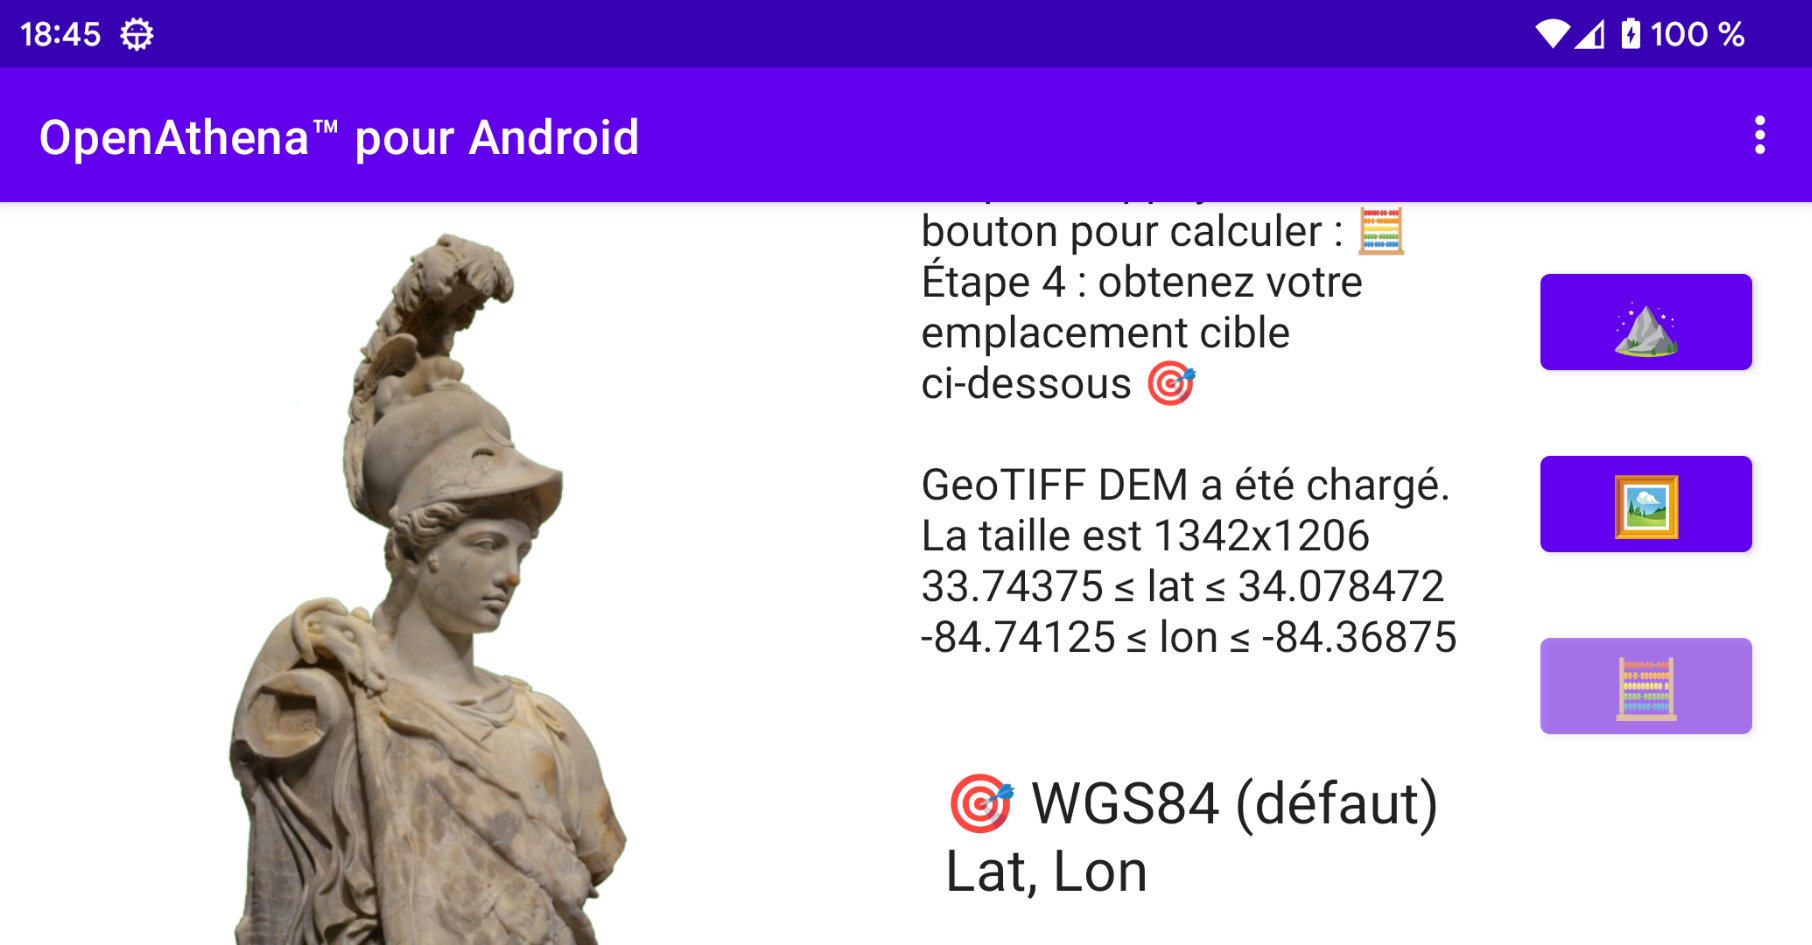 18:45 100 %
OpenAthena™ pour Android
bouton pour calculer : 🧮
Étape 4 : obtenez votre
emplacement cible
ci-dessous 🎯
GeoTIFF DEM a été chargé.
La taille est 1342x1206
33.74375 ≤ lat ≤ 34.078472
-84.74125 ≤ lon ≤ -84.36875
🎯 WGS84 (défaut)
Lat, Lon